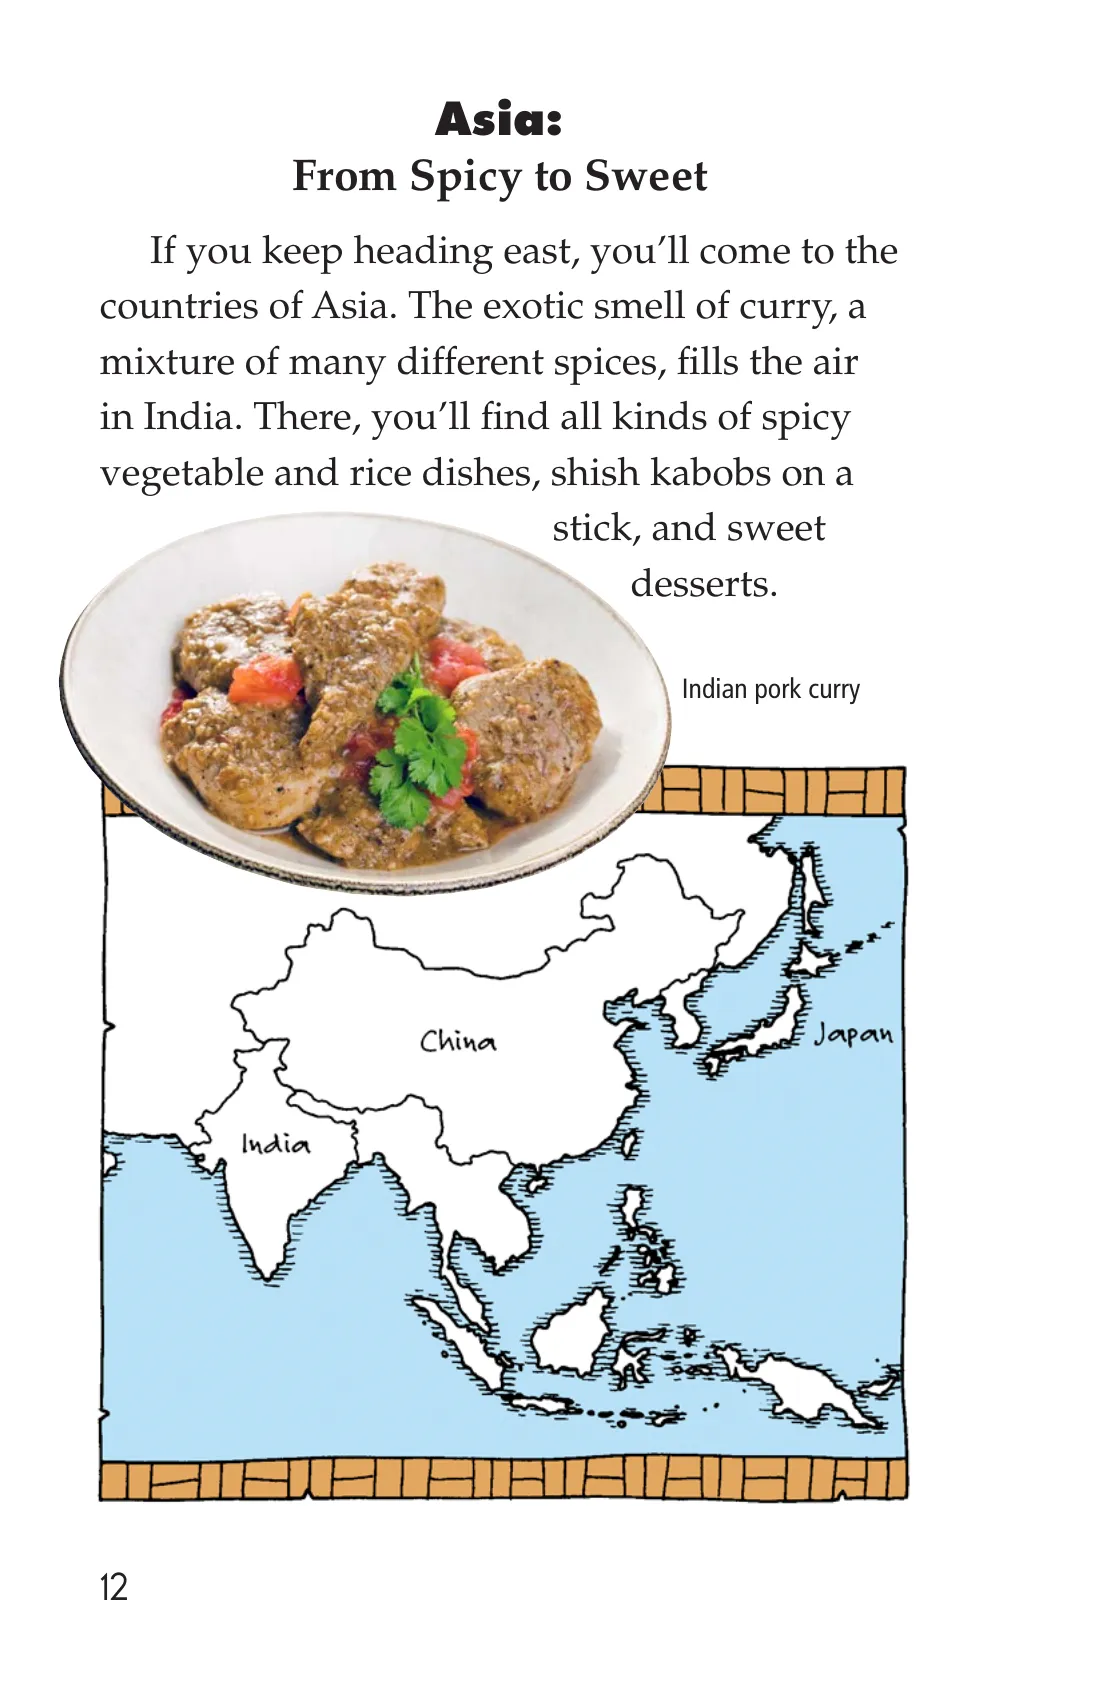 Asia:
From Spicy to Sweet
If you keep heading east, you’ll come to the
countries of Asia. The exotic smell of curry, a
mixture of many different spices, fills the air
in India. There, you’ll find all kinds of spicy
vegetable and rice dishes, shish kabobs on a
stick, and sweet
desserts.
Indian pork curry
China
Japan
India
12